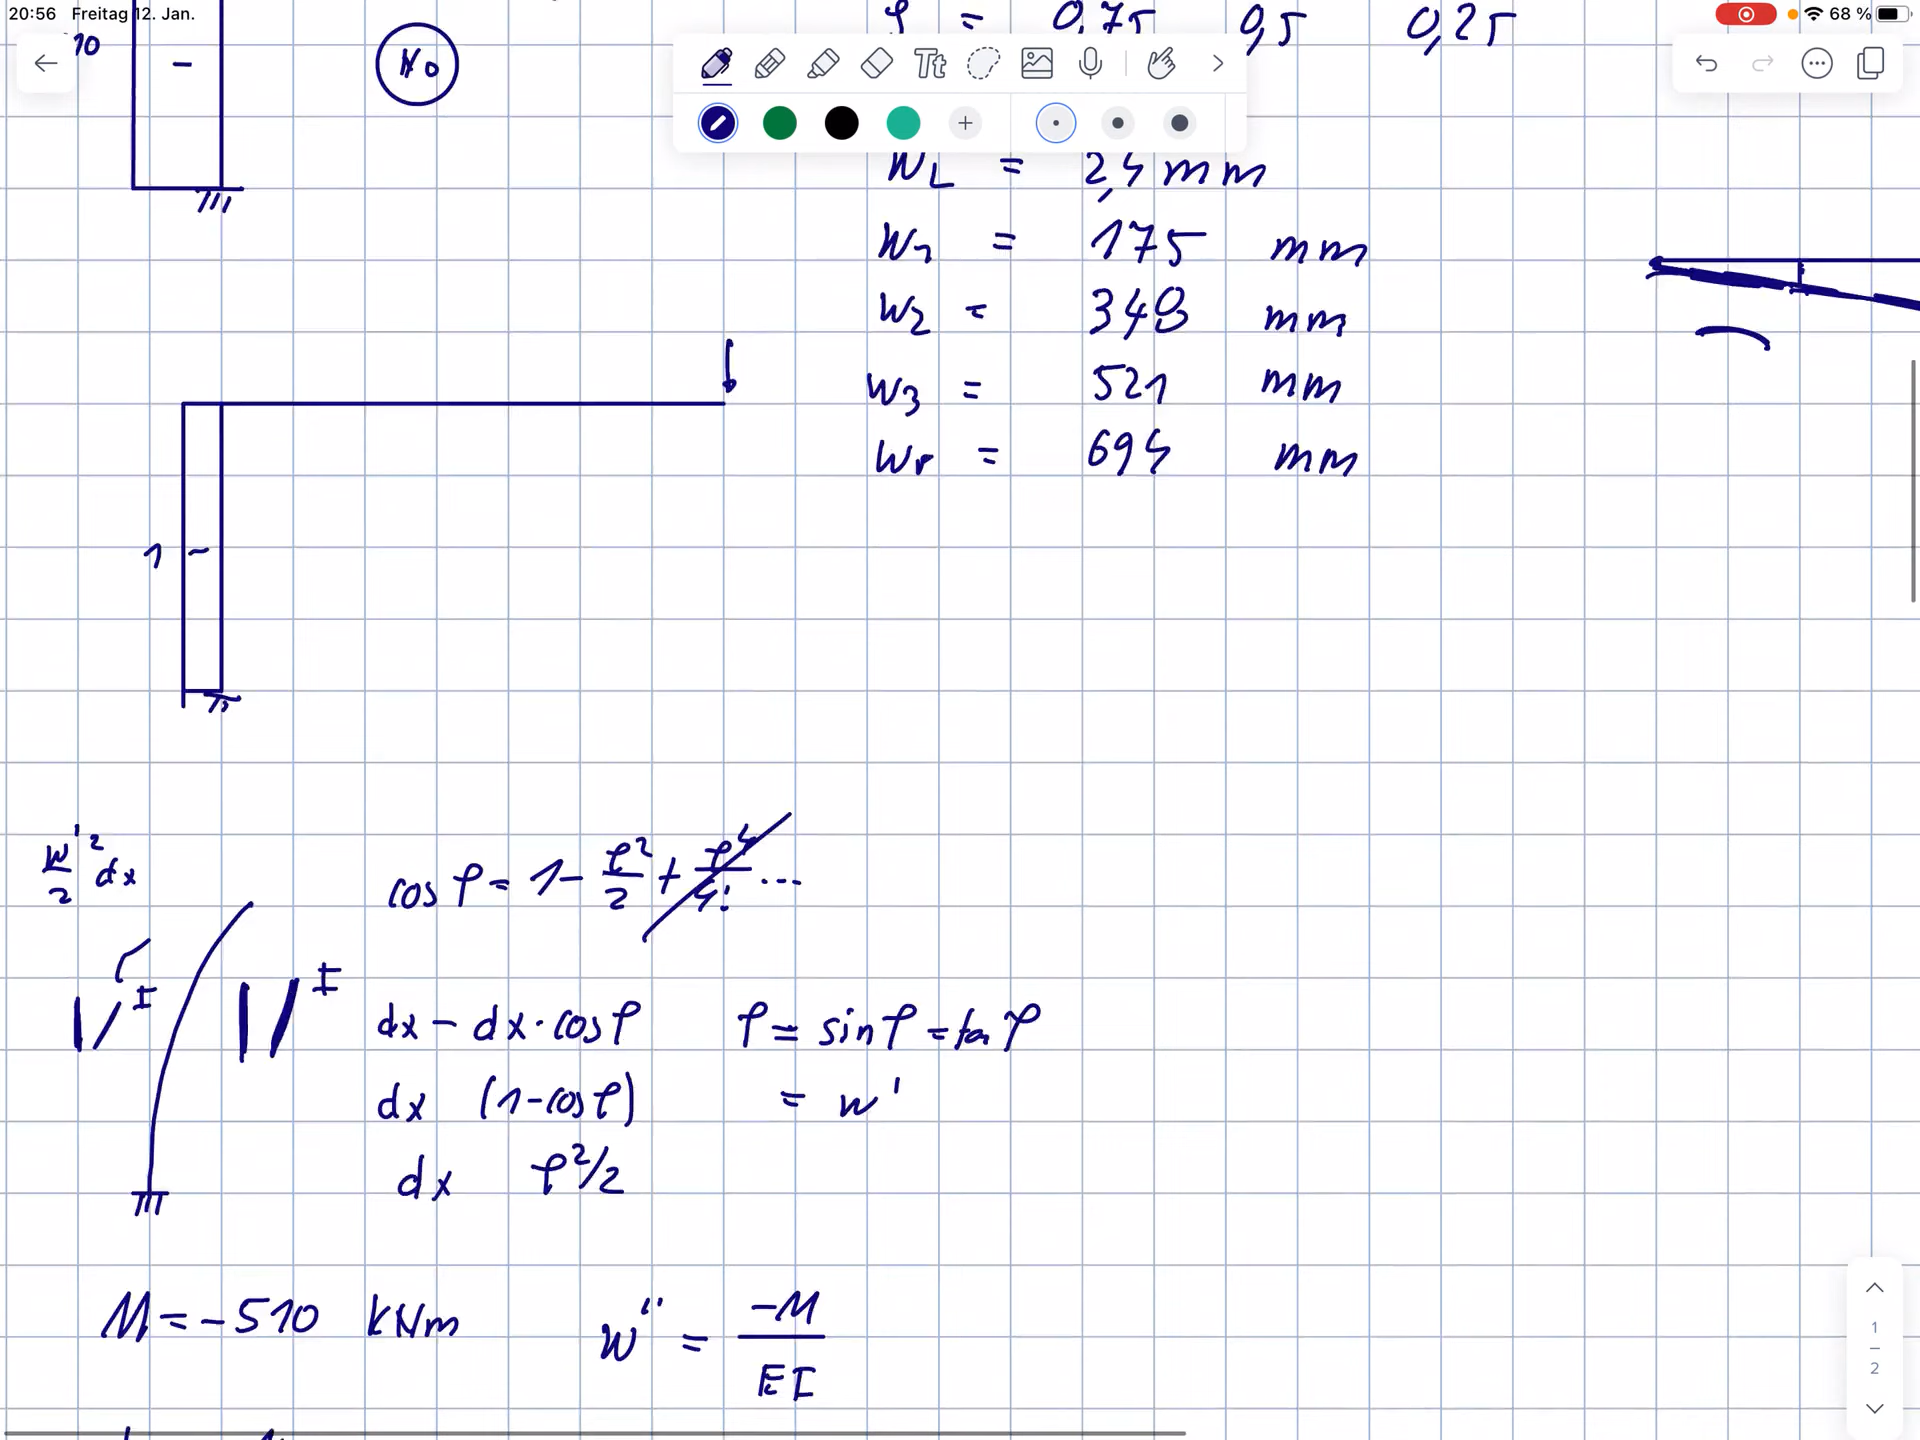 20:56 Freitag 12. Jan.
68 %
10
−
N0
φ = 0,75 0,5 0,25
Tt
wL = 2,4 mm
w1 = 175 mm
w2 = 348 mm
w3 = 521 mm
wr = 694 mm
1 −
w'²/2 dx
cos φ = 1 − φ²/2 + φ⁴/4! ...
I
I
dx − dx · cos φ
φ = sin φ = tan φ
dx (1 − cos φ)
= w'
dx φ²/2
M = −510 kNm
w'' = −M / EI
1
2